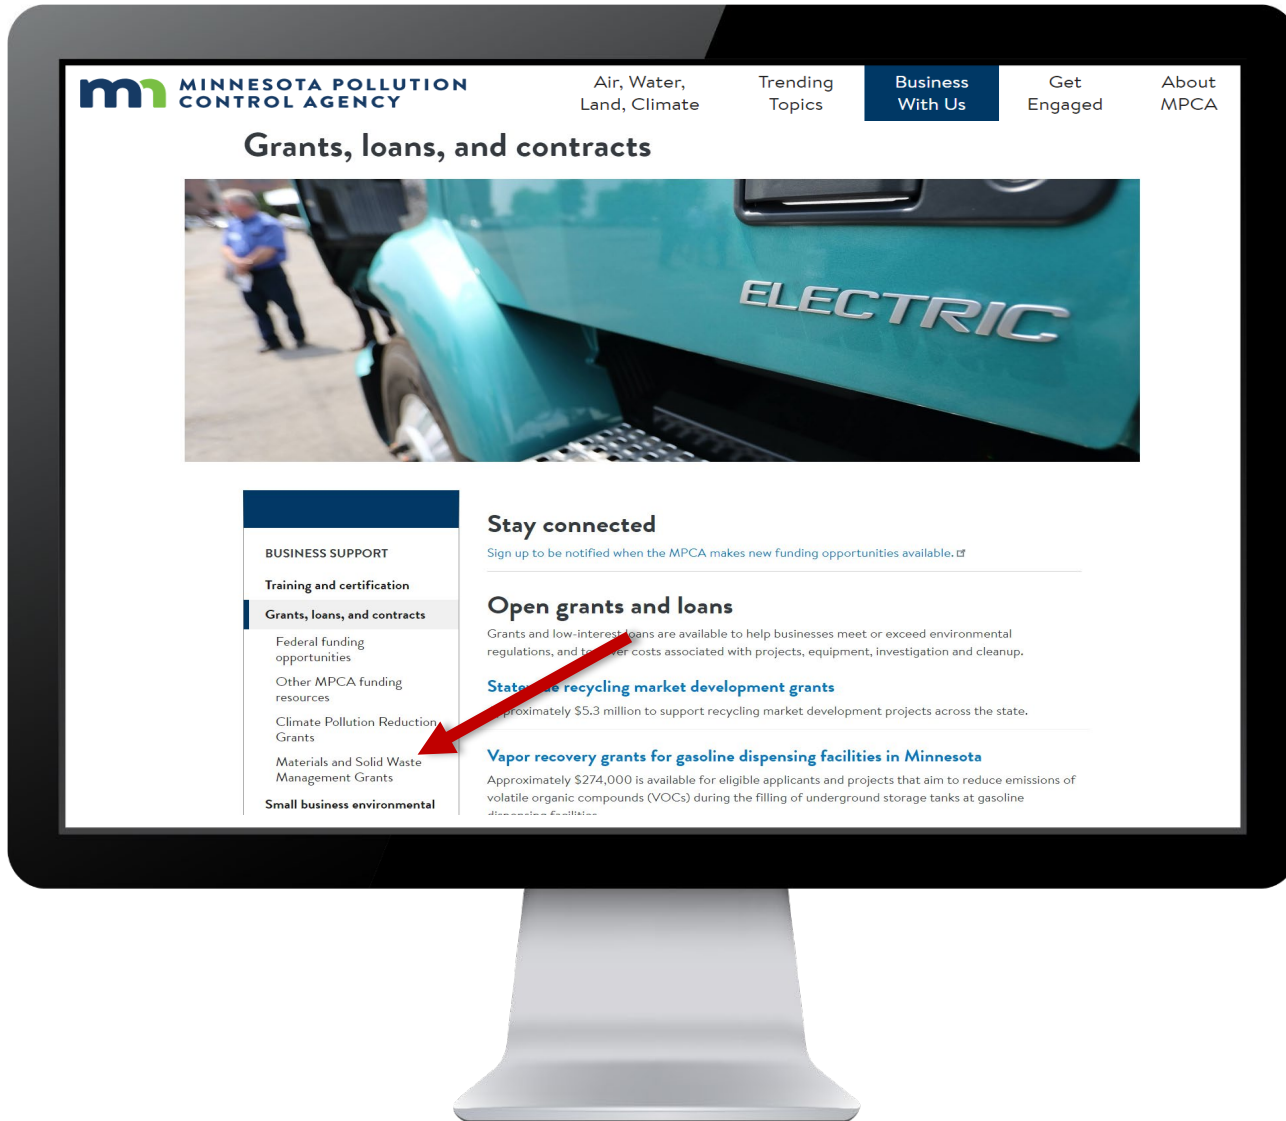 MINNESOTA POLLUTION
CONTROL AGENCY
Air, Water,
Land, Climate
Trending
Topics
Business
With Us
Get
Engaged
About
MPCA
Grants, loans, and contracts
ELECTRIC
BUSINESS SUPPORT
Training and certification
Grants, loans, and contracts
Federal funding
opportunities
Other MPCA funding
resources
Climate Pollution Reduction
Grants
Materials and Solid Waste
Management Grants
Small business environmental
Stay connected
Sign up to be notified when the MPCA makes new funding opportunities available.
Open grants and loans
Grants and low-interest loans are available to help businesses meet or exceed environmental
regulations, and to cover costs associated with projects, equipment, investigation and cleanup.
Statewide recycling market development grants
Approximately $5.3 million to support recycling market development projects across the state.
Vapor recovery grants for gasoline dispensing facilities in Minnesota
Approximately $274,000 is available for eligible applicants and projects that aim to reduce emissions of
volatile organic compounds (VOCs) during the filling of underground storage tanks at gasoline
dispensing facilities